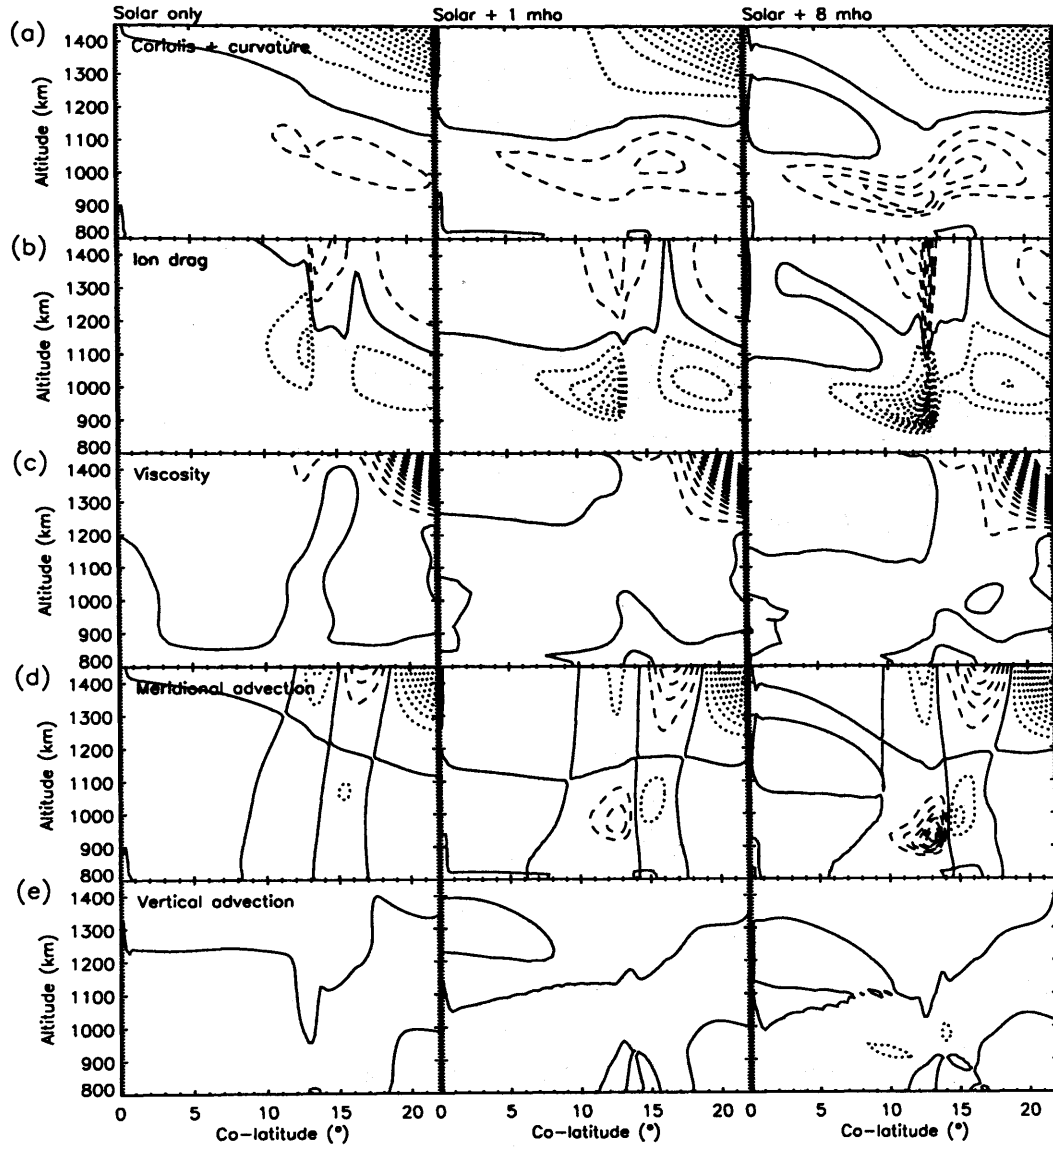 Solar only Solar + 1 mho Solar + 8 mho
(a) Coriolis + curvature
1400
1300
1200
1100
1000
900
800
Altitude (km)
(b) Ion drag
1400
1300
1200
1100
1000
900
800
Altitude (km)
(c) Viscosity
1400
1300
1200
1100
1000
900
800
Altitude (km)
(d) Meridional advection
1400
1300
1200
1100
1000
900
800
Altitude (km)
(e) Vertical advection
1400
1300
1200
1100
1000
900
800
Altitude (km)
0 5 10 15 20 0 5 10 15 20 0 5 10 15 20
Co-latitude (°) Co-latitude (°) Co-latitude (°)